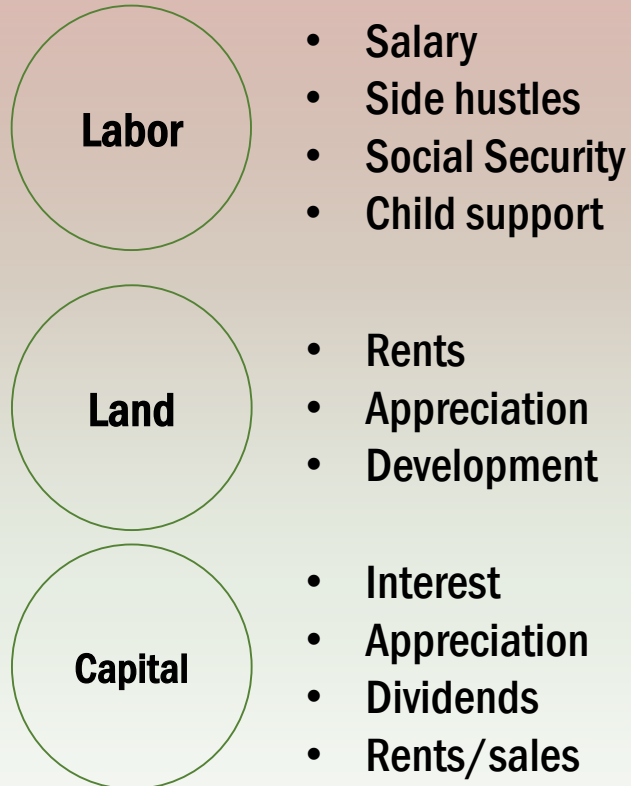 Labor
• Salary
• Side hustles
• Social Security
• Child support
Land
• Rents
• Appreciation
• Development
Capital
• Interest
• Appreciation
• Dividends
• Rents/sales